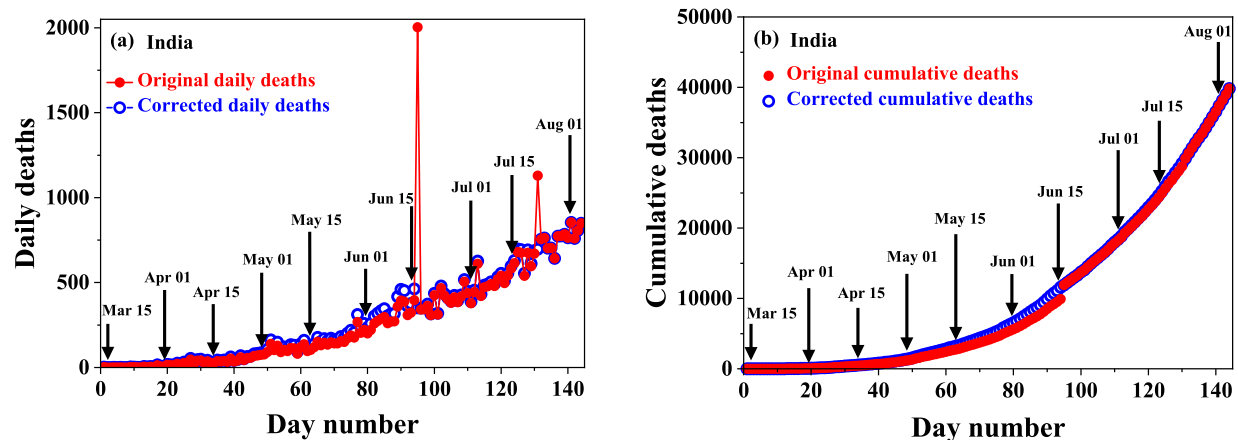 (a) India
Original daily deaths
Corrected daily deaths
Daily deaths
2000
1500
1000
500
0
Mar 15
Apr 01
Apr 15
May 01
May 15
Jun 01
Jun 15
Jul 01
Jul 15
Aug 01
0 20 40 60 80 100 120 140
Day number
(b) India
Original cumulative deaths
Corrected cumulative deaths
Cumulative deaths
50000
40000
30000
20000
10000
0
Mar 15
Apr 01
Apr 15
May 01
May 15
Jun 01
Jun 15
Jul 01
Jul 15
Aug 01
0 20 40 60 80 100 120 140
Day number